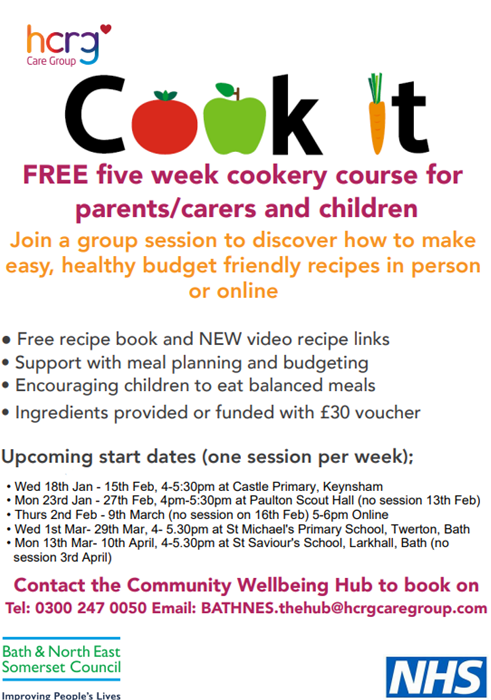 hcrg
Care Group
Cook it
FREE five week cookery course for
parents/carers and children
Join a group session to discover how to make
easy, healthy budget friendly recipes in person
or online
● Free recipe book and NEW video recipe links
• Support with meal planning and budgeting
• Encouraging children to eat balanced meals
• Ingredients provided or funded with £30 voucher
Upcoming start dates (one session per week);
• Wed 18th Jan - 15th Feb, 4-5:30pm at Castle Primary, Keynsham
• Mon 23rd Jan - 27th Feb, 4pm-5:30pm at Paulton Scout Hall (no session 13th Feb)
• Thurs 2nd Feb - 9th March (no session on 16th Feb) 5-6pm Online
• Wed 1st Mar- 29th Mar, 4- 5.30pm at St Michael's Primary School, Twerton, Bath
• Mon 13th Mar- 10th April, 4-5.30pm at St Saviour's School, Larkhall, Bath (no
session 3rd April)
Contact the Community Wellbeing Hub to book on
Tel: 0300 247 0050 Email: BATHNES.thehub@hcrgcaregroup.com
Bath & North East
Somerset Council
Improving People's Lives
NHS